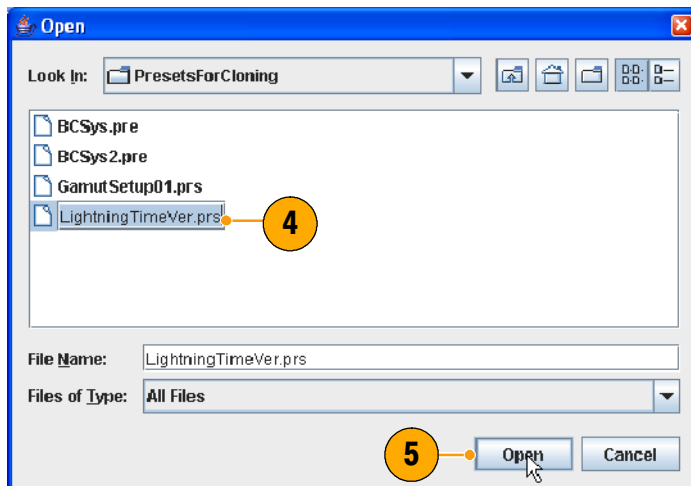 Open
Look In: PresetsForCloning
BCSys.pre
BCSys2.pre
GamutSetup01.prs
LightningTimeVer.prs 4
File Name: LightningTimeVer.prs
Files of Type: All Files
5 Open Cancel